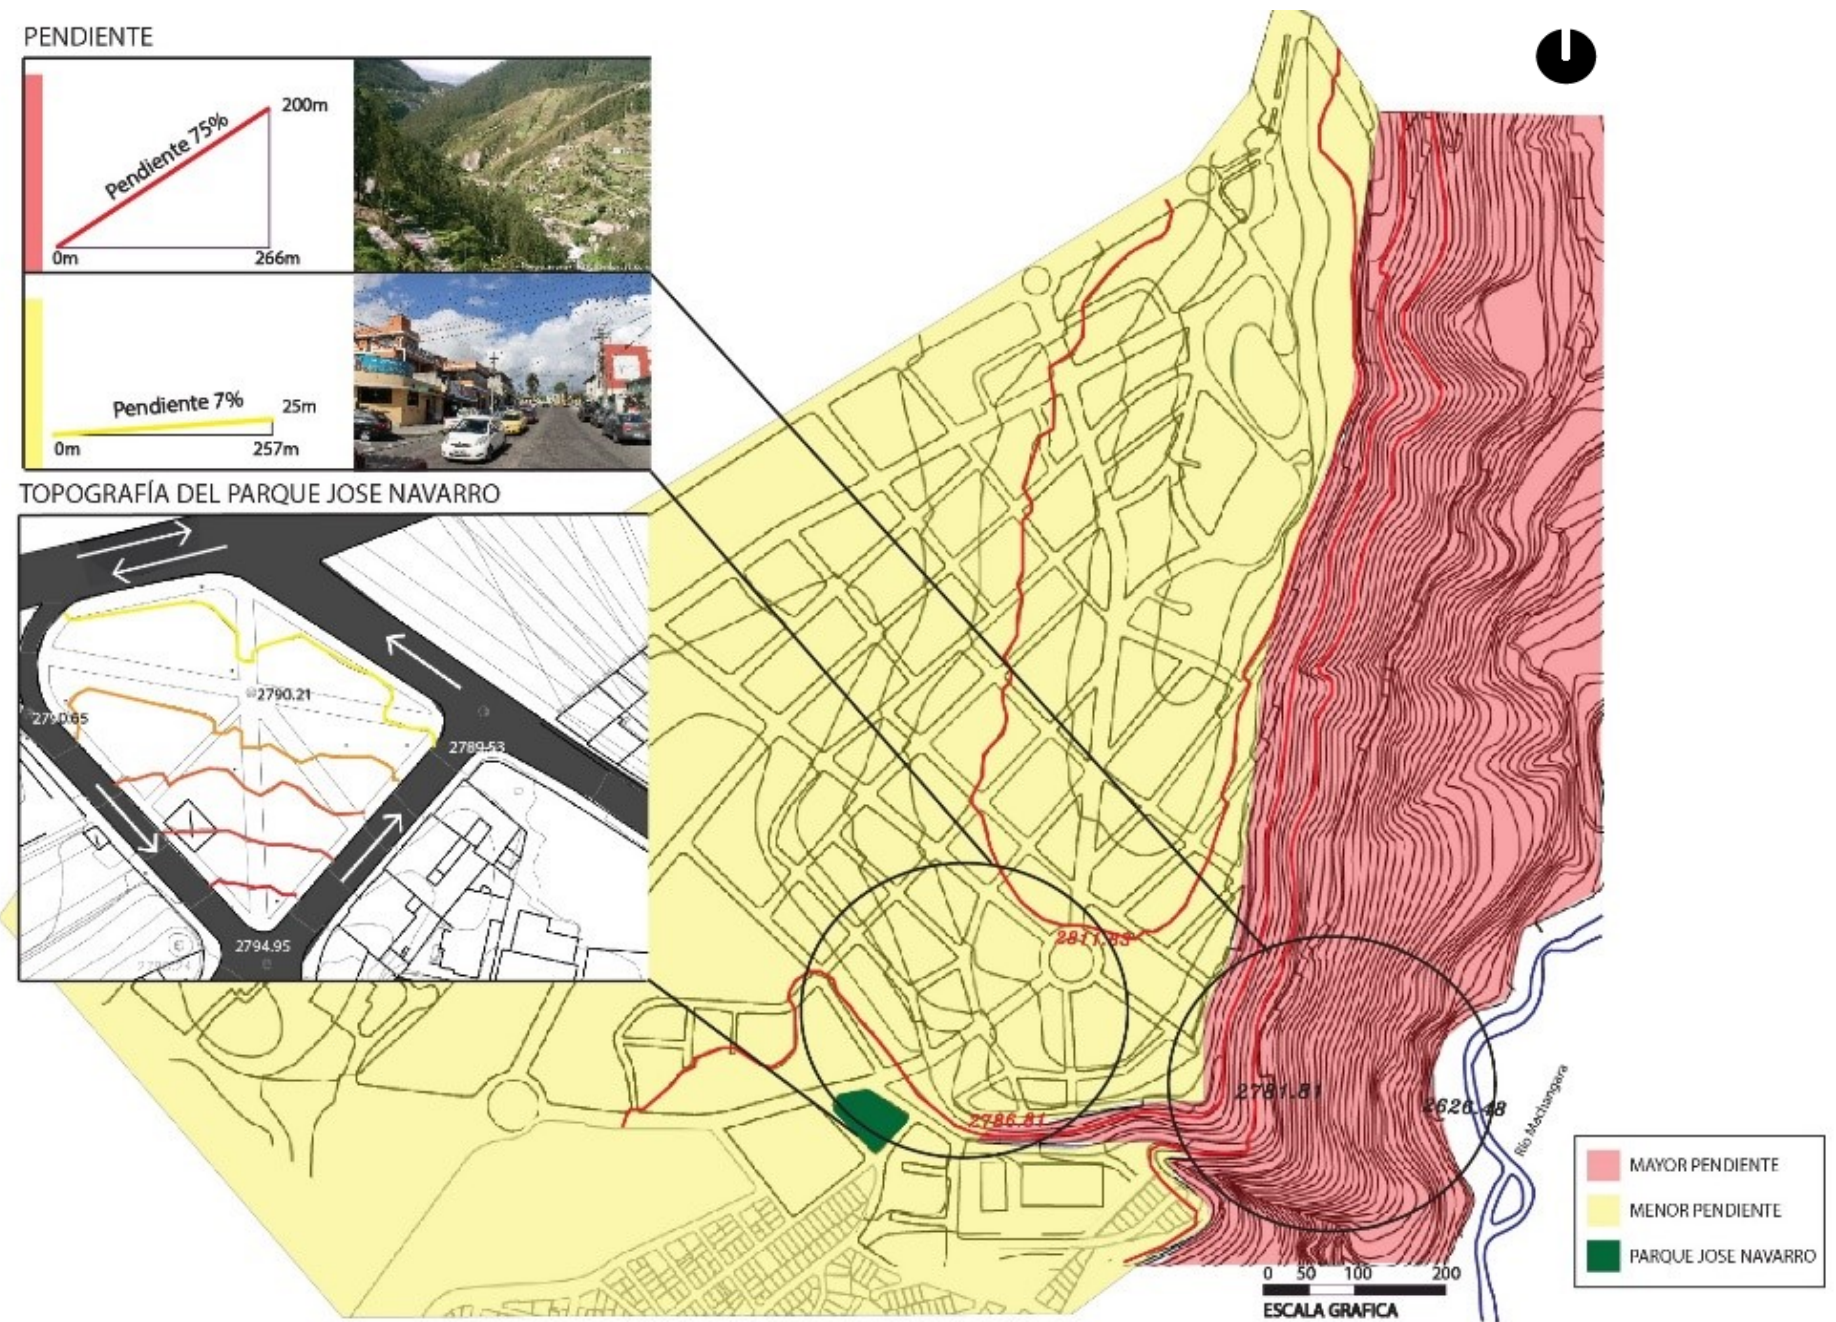 PENDIENTE
Pendiente 75%
200m
0m
266m
Pendiente 7%
25m
0m
257m
TOPOGRAFÍA DEL PARQUE JOSE NAVARRO
2790.21
2790.65
2789.53
2794.95
2811.83
2786.81
2781.81
2626.48
Río Machangara
MAYOR PENDIENTE
MENOR PENDIENTE
PARQUE JOSE NAVARRO
0 50 100 200
ESCALA GRAFICA